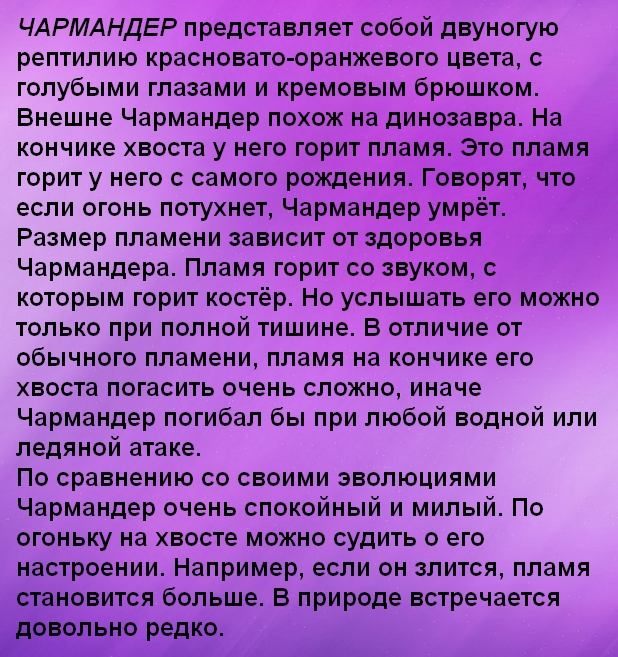 ЧАРМАНДЕР представляет собой двуногую
рептилию красновато-оранжевого цвета, с
голубыми глазами и кремовым брюшком.
Внешне Чармандер похож на динозавра. На
кончике хвоста у него горит пламя. Это пламя
горит у него с самого рождения. Говорят, что
если огонь потухнет, Чармандер умрёт.
Размер пламени зависит от здоровья
Чармандера. Пламя горит со звуком, с
которым горит костёр. Но услышать его можно
только при полной тишине. В отличие от
обычного пламени, пламя на кончике его
хвоста погасить очень сложно, иначе
Чармандер погибал бы при любой водной или
ледяной атаке.
По сравнению со своими эволюциями
Чармандер очень спокойный и милый. По
огоньку на хвосте можно судить о его
настроении. Например, если он злится, пламя
становится больше. В природе встречается
довольно редко.